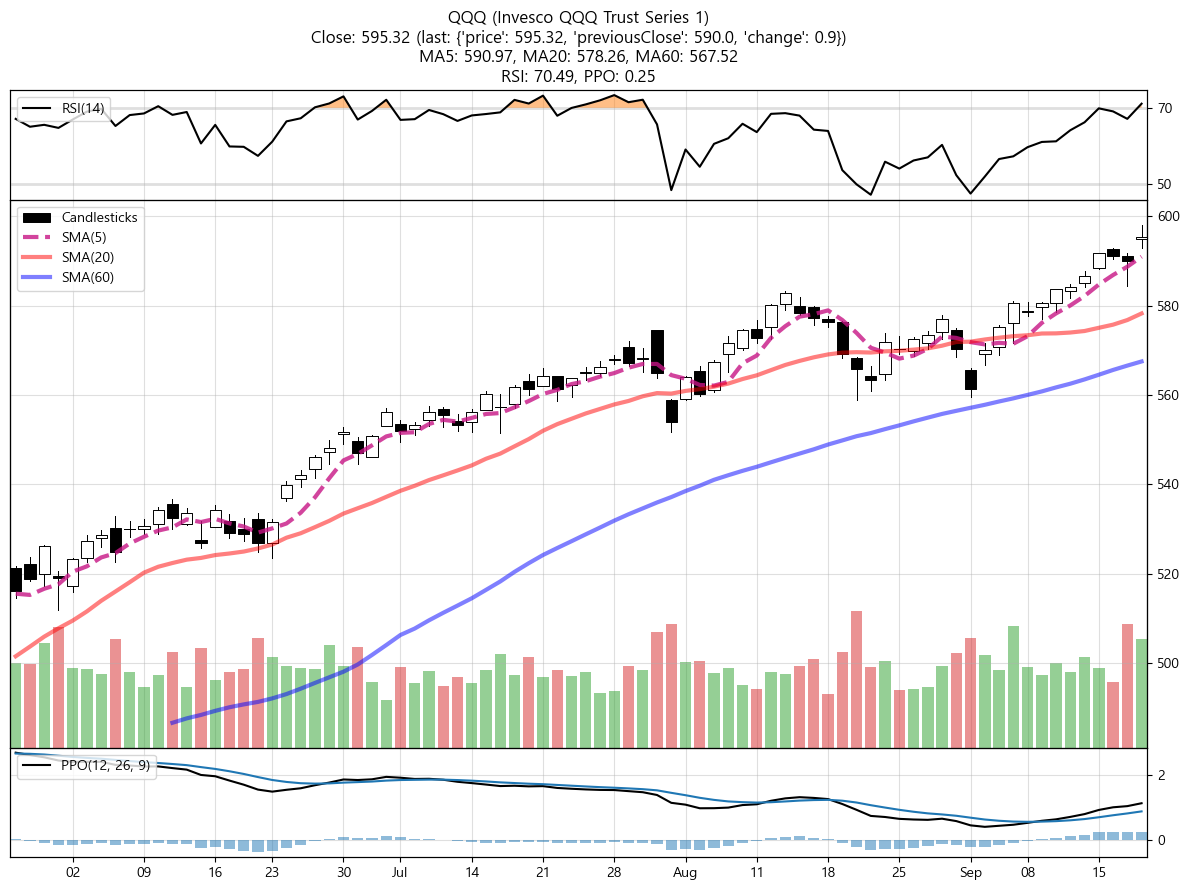 QQQ (Invesco QQQ Trust Series 1)
Close: 595.32 (last: {'price': 595.32, 'previousClose': 590.0, 'change': 0.9})
MA5: 590.97, MA20: 578.26, MA60: 567.52
RSI: 70.49, PPO: 0.25
RSI(14)
70
50
Candlesticks
SMA(5)
SMA(20)
SMA(60)
600
580
560
540
520
500
PPO(12, 26, 9)
2
0
02 09 16 23 30 Jul 14 21 28 Aug 11 18 25 Sep 08 15